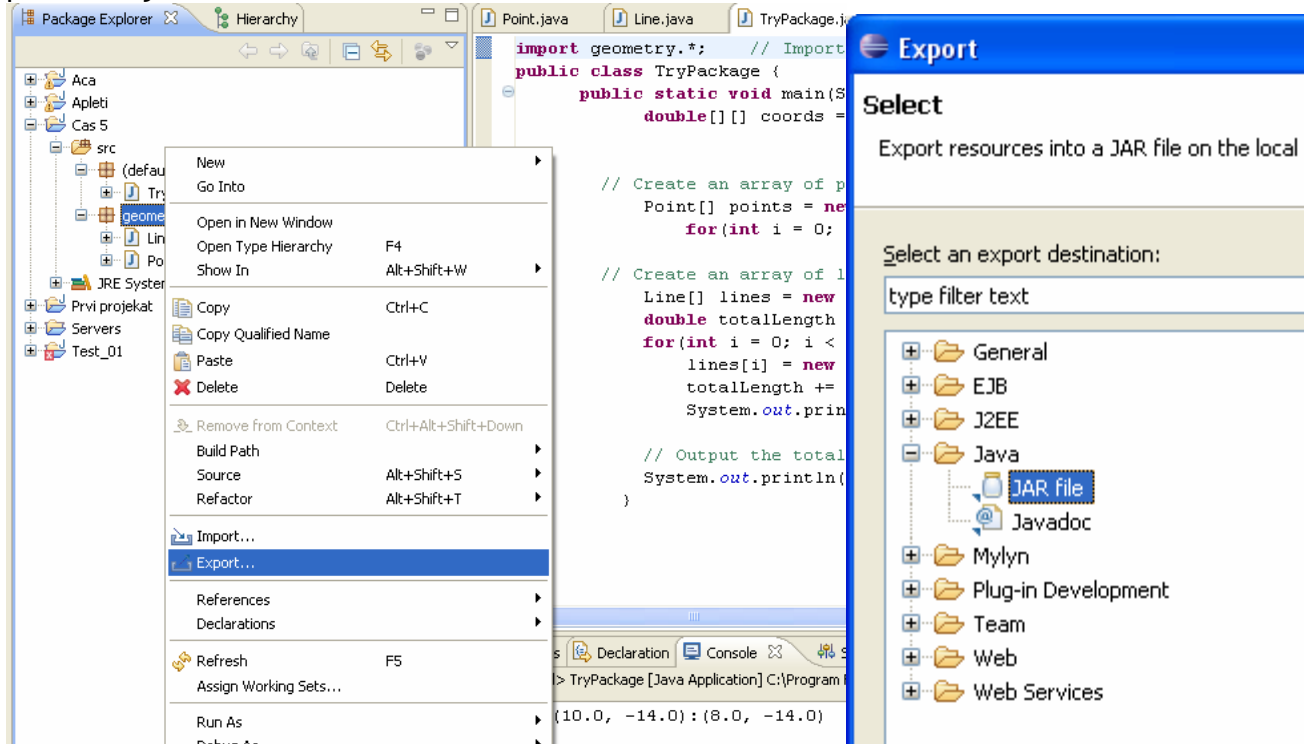 Package Explorer
Hierarchy
Aca
Apleti
Cas 5
src
(defau
Try
geome
Lin
Po
JRE System
Prvi projekat
Servers
Test_01
New
Go Into
Open in New Window
Open Type Hierarchy F4
Show In Alt+Shift+W
Copy Ctrl+C
Copy Qualified Name
Paste Ctrl+V
Delete Delete
Remove from Context Ctrl+Alt+Shift+Down
Build Path
Source Alt+Shift+S
Refactor Alt+Shift+T
Import...
Export...
References
Declarations
Refresh F5
Assign Working Sets...
Run As
Point.java
Line.java
TryPackage.j
import geometry.*; // Import
public class TryPackage {
public static void main(S
double[][] coords =
// Create an array of p
Point[] points = ne
for(int i = 0;
// Create an array of l
Line[] lines = new
double totalLength
for(int i = 0; i <
lines[i] = new
totalLength +=
System.out.prin
// Output the total
System.out.println(
}
s Declaration Console S
> TryPackage [Java Application] C:\Program
(10.0, -14.0):(8.0, -14.0)
Export
Select
Export resources into a JAR file on the local
Select an export destination:
type filter text
General
EJB
J2EE
Java
JAR file
Javadoc
Mylyn
Plug-in Development
Team
Web
Web Services